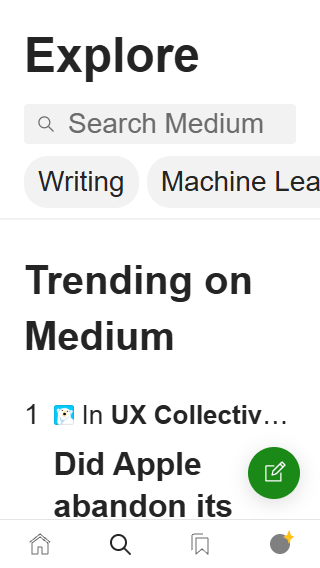 Explore
Search Medium
Writing
Machine Lea
Trending on
Medium
1 In UX Collectiv…
Did Apple
abandon its